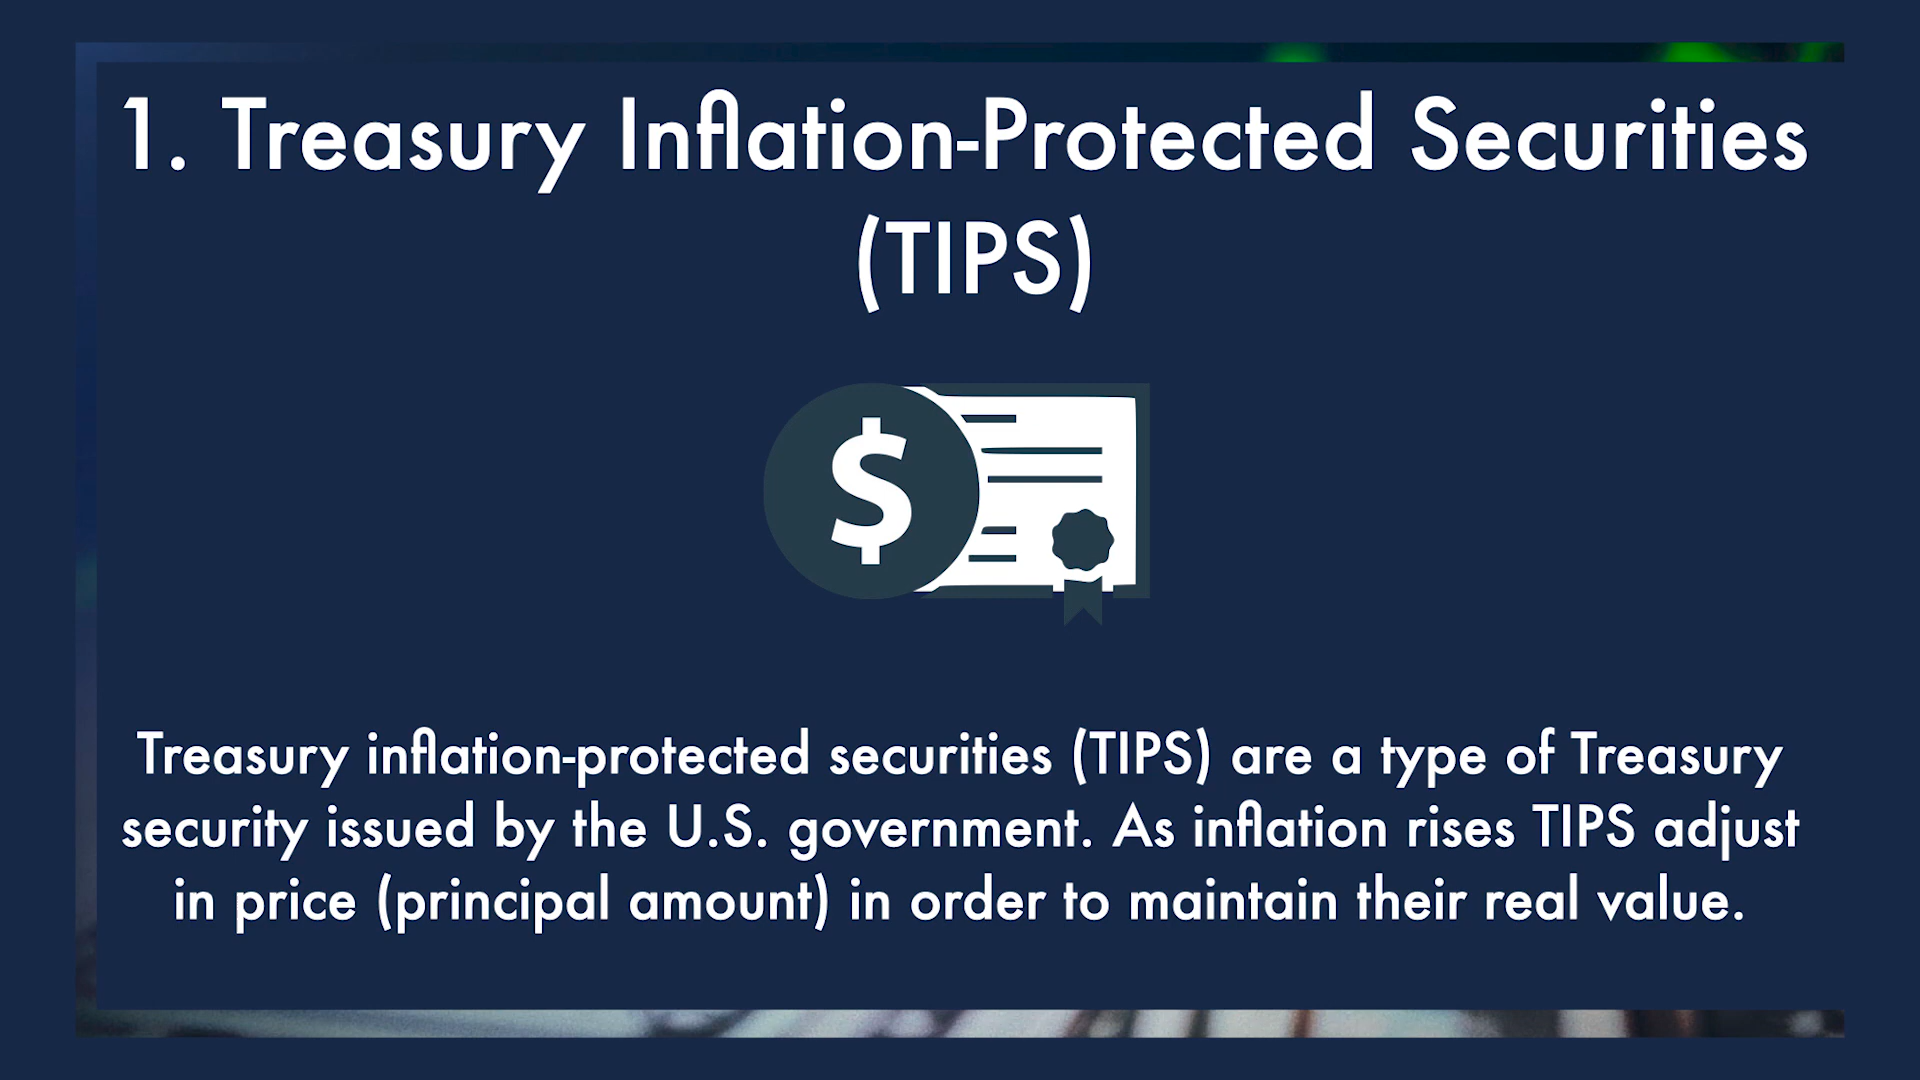 1. Treasury Inflation-Protected Securities
(TIPS)
$
Treasury inflation-protected securities (TIPS) are a type of Treasury
security issued by the U.S. government. As inflation rises TIPS adjust
in price (principal amount) in order to maintain their real value.